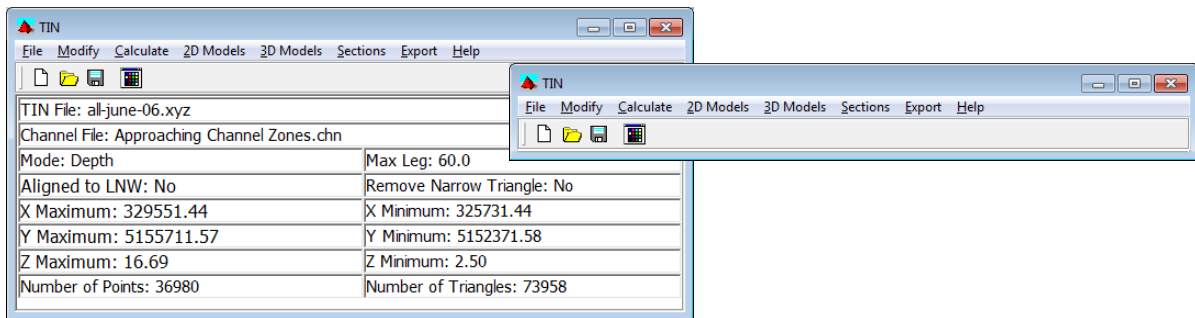 TIN
File Modify Calculate 2D Models 3D Models Sections Export Help
TIN File: all-june-06.xyz
Channel File: Approaching Channel Zones.chn
Mode: Depth Max Leg: 60.0
Aligned to LNW: No Remove Narrow Triangle: No
X Maximum: 329551.44 X Minimum: 325731.44
Y Maximum: 5155711.57 Y Minimum: 5152371.58
Z Maximum: 16.69 Z Minimum: 2.50
Number of Points: 36980 Number of Triangles: 73958
TIN
File Modify Calculate 2D Models 3D Models Sections Export Help